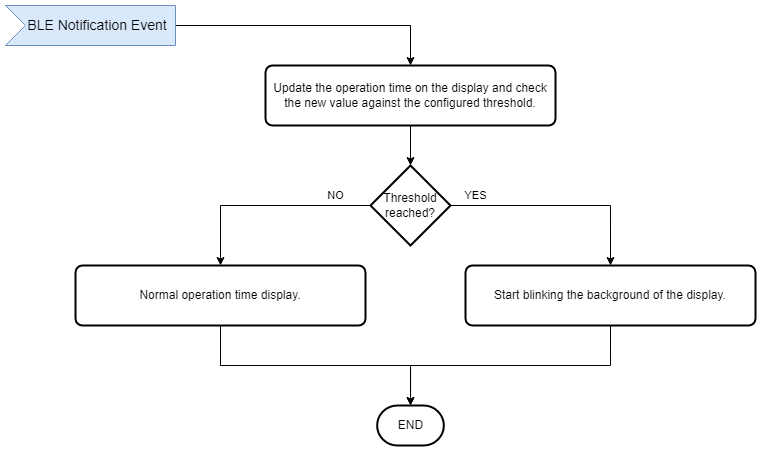 BLE Notification Event
Update the operation time on the display and check
the new value against the configured threshold.
Threshold
reached?
NO
YES
Normal operation time display.
Start blinking the background of the display.
END